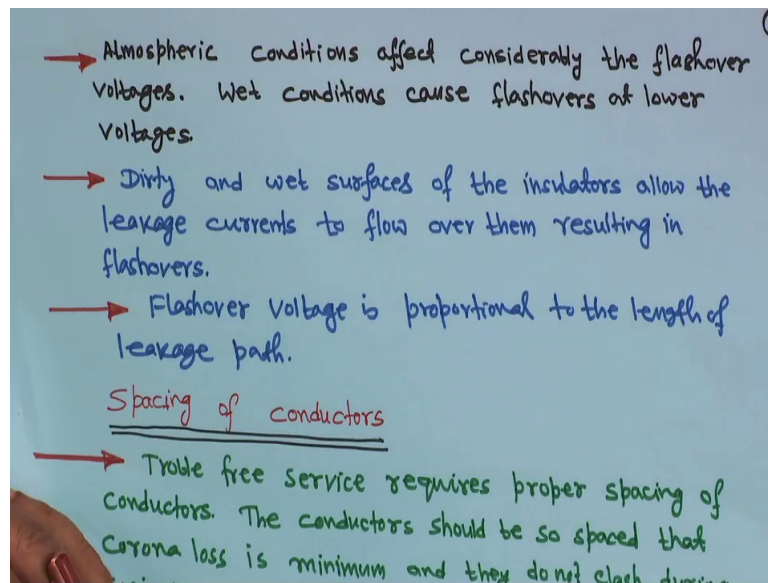 Atmospheric conditions affect considerably the flashover
voltages. Wet conditions cause flashovers at lower
voltages.
Dirty and wet surfaces of the insulators allow the
leakage currents to flow over them resulting in
flashovers.
Flashover voltage is proportional to the length of
leakage path.
Spacing of conductors
Troble free service requires proper spacing of
conductors. The conductors should be so spaced that
Corona loss is minimum and they do not clash during